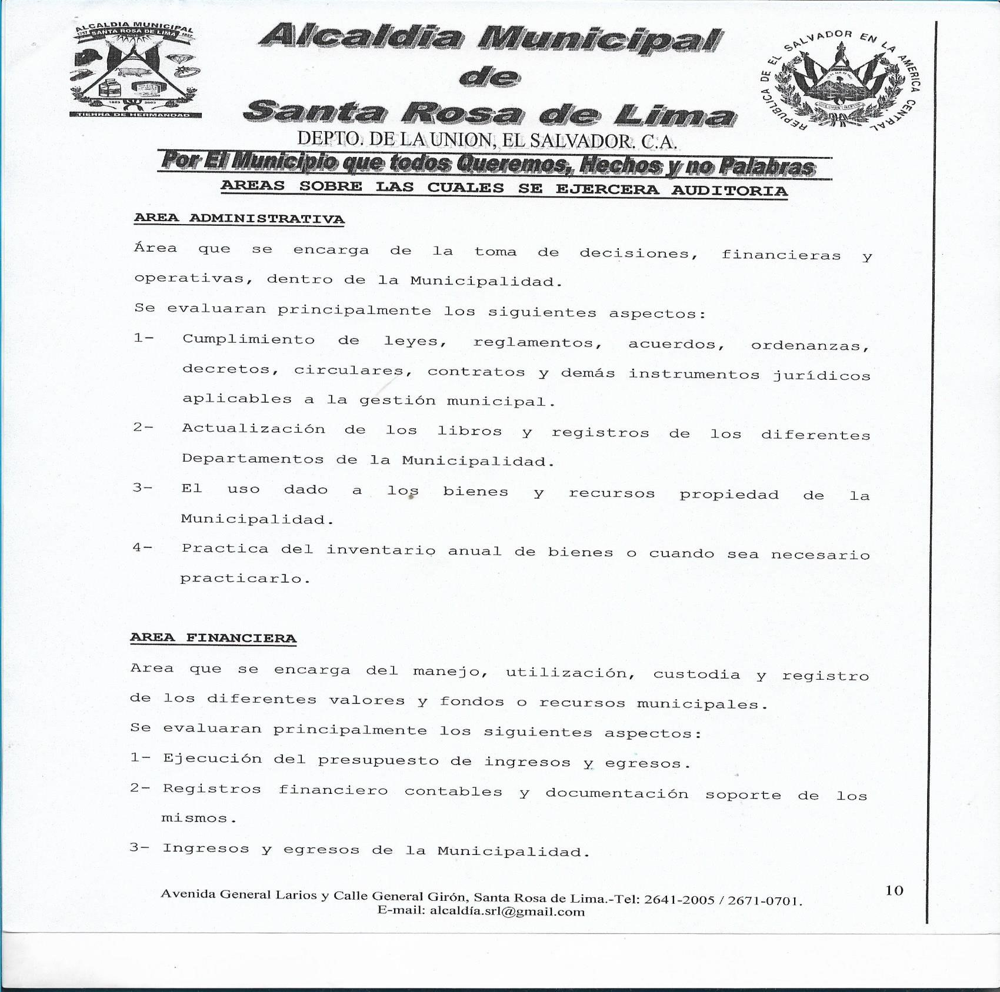 ALCALDIA MUNICIPAL
SANTA ROSA DE LIMA
TIERRA DE HERMANDAD
Alcaldia Municipal
de
Santa Rosa de Lima
REPUBLICA DE EL SALVADOR EN LA AMERICA CENTRAL
DEPTO. DE LA UNION, EL SALVADOR. C.A.
Por El Municipio que todos Queremos, Hechos y no Palabras
AREAS SOBRE LAS CUALES SE EJERCERA AUDITORIA
AREA ADMINISTRATIVA
Área que se encarga de la toma de decisiones, financieras y
operativas, dentro de la Municipalidad.
Se evaluaran principalmente los siguientes aspectos:
1- Cumplimiento de leyes, reglamentos, acuerdos, ordenanzas,
decretos, circulares, contratos y demás instrumentos jurídicos
aplicables a la gestión municipal.
2- Actualización de los libros y registros de los diferentes
Departamentos de la Municipalidad.
3- El uso dado a los bienes y recursos propiedad de la
Municipalidad.
4- Practica del inventario anual de bienes o cuando sea necesario
practicarlo.
AREA FINANCIERA
Area que se encarga del manejo, utilización, custodia y registro
de los diferentes valores y fondos o recursos municipales.
Se evaluaran principalmente los siguientes aspectos:
1- Ejecución del presupuesto de ingresos y egresos.
2- Registros financiero contables y documentación soporte de los
mismos.
3- Ingresos y egresos de la Municipalidad.
10
Avenida General Larios y Calle General Girón, Santa Rosa de Lima.-Tel: 2641-2005 / 2671-0701.
E-mail: alcaldía.srl@gmail.com